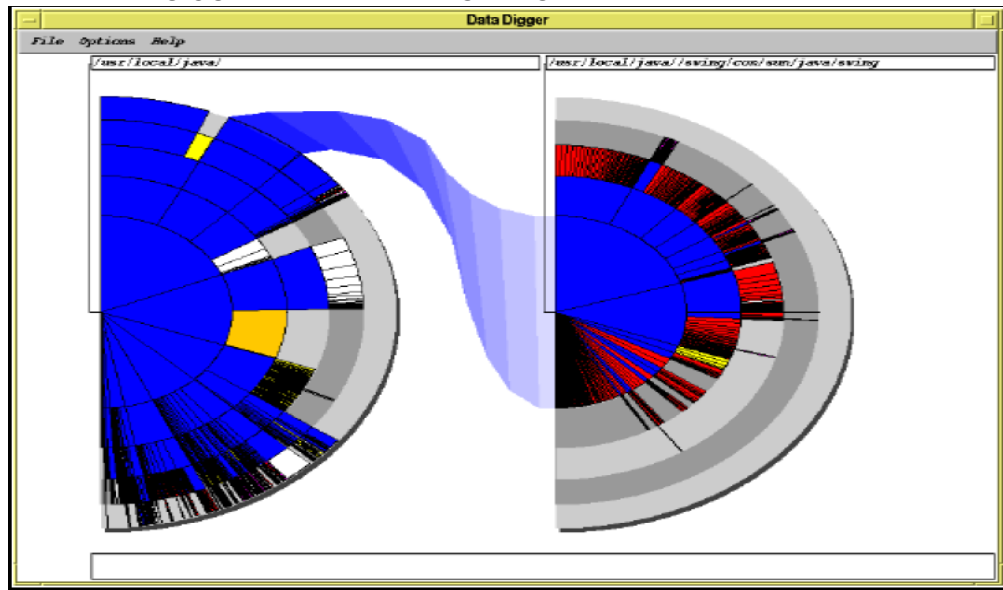 Data Digger
File Options Help
/usr/local/java/
/usr/local/java//swing/com/sun/java/swing